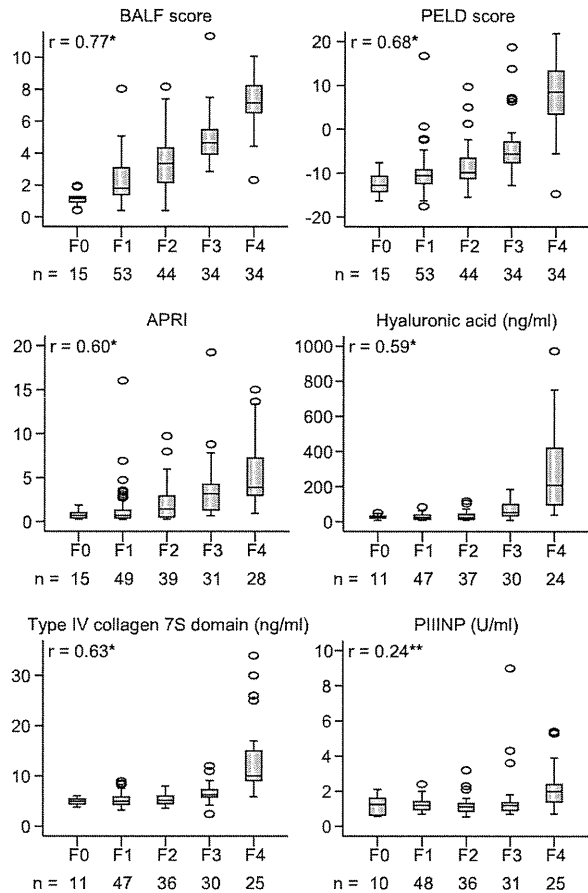 BALF score
r = 0.77*
10
8
6
4
2
0
F0 F1 F2 F3 F4
n = 15 53 44 34 34
PELD score
r = 0.68*
20
10
0
-10
-20
F0 F1 F2 F3 F4
n = 15 53 44 34 34
APRI
r = 0.60*
20
15
10
5
0
F0 F1 F2 F3 F4
n = 15 49 39 31 28
Hyaluronic acid (ng/ml)
r = 0.59*
1000
800
600
400
200
0
F0 F1 F2 F3 F4
n = 11 47 37 30 24
Type IV collagen 7S domain (ng/ml)
r = 0.63*
30
20
10
0
F0 F1 F2 F3 F4
n = 11 47 36 30 25
PIIINP (U/ml)
r = 0.24**
10
8
6
4
2
0
F0 F1 F2 F3 F4
n = 10 48 36 31 25